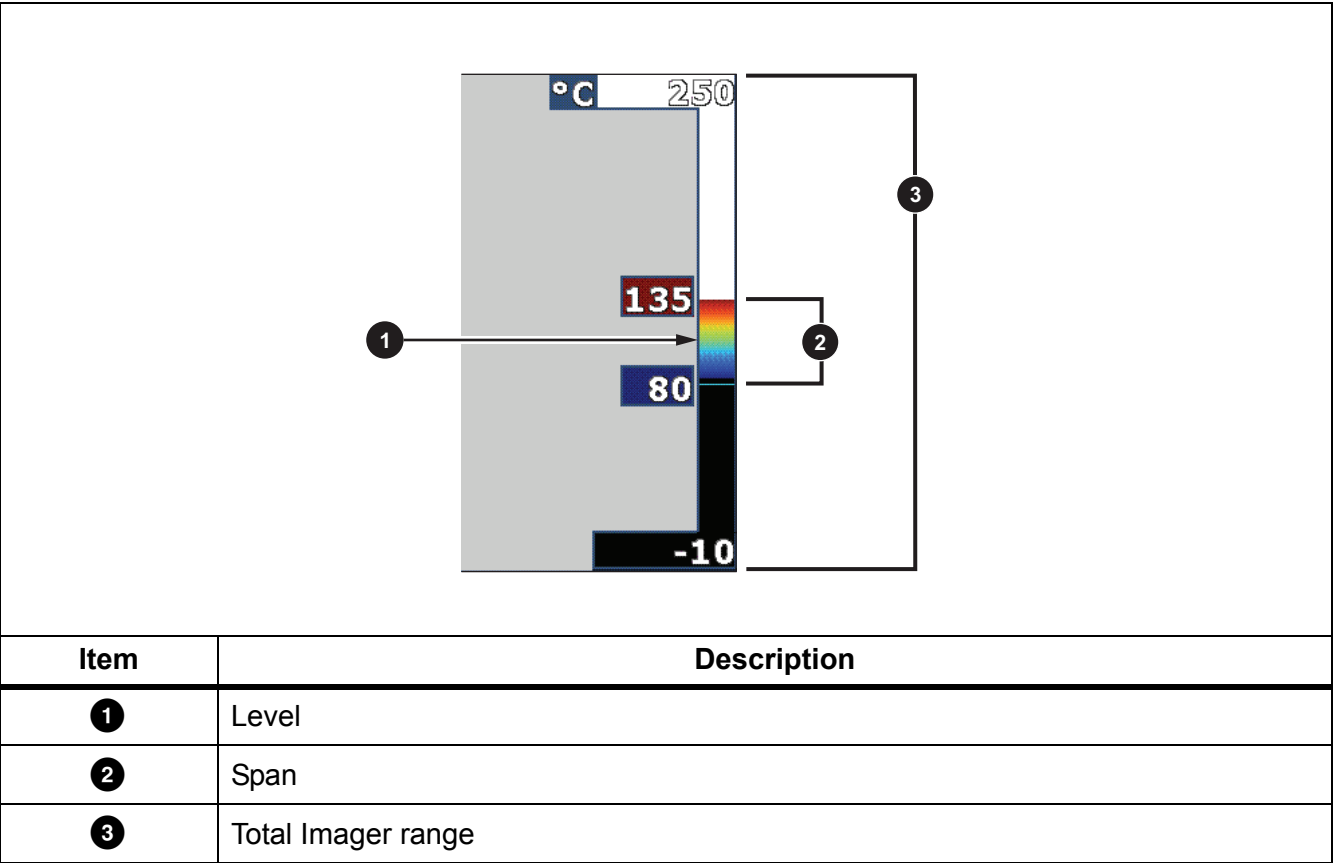 °C 250
3
135
1
2
80
-10
Item Description
1 Level
2 Span
3 Total Imager range